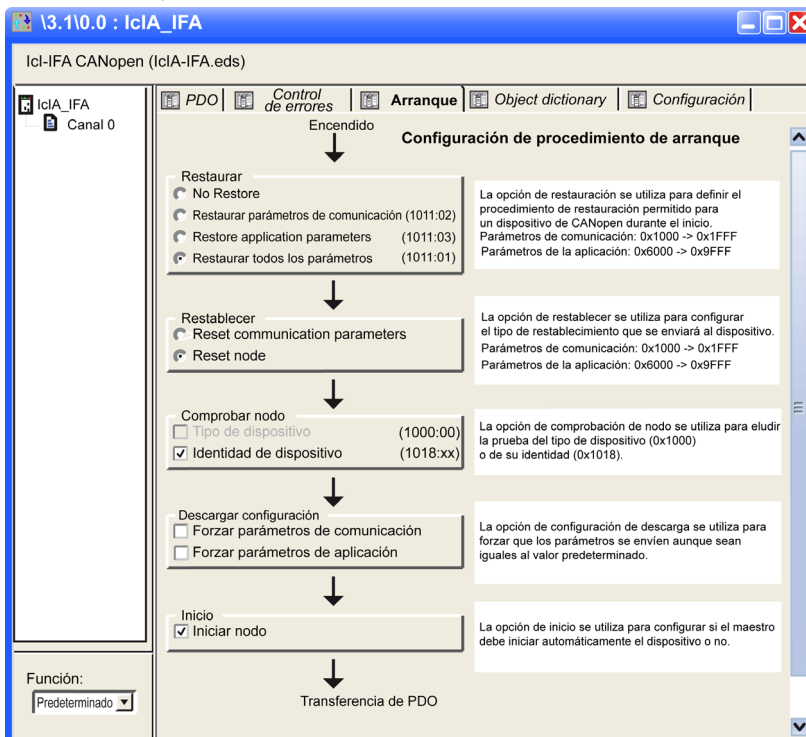 \3.1\0.0 : IcIA_IFA
Icl-IFA CANopen (IcIA-IFA.eds)
IcIA_IFA
Canal 0
Función:
Predeterminado
PDO
Control
de errores
Arranque
Object dictionary
Configuración
Encendido
Configuración de procedimiento de arranque
Restaurar
No Restore
Restaurar parámetros de comunicación (1011:02)
Restore application parameters (1011:03)
Restaurar todos los parámetros (1011:01)
La opción de restauración se utiliza para definir el
procedimiento de restauración permitido para
un dispositivo de CANopen durante el inicio.
Parámetros de comunicación: 0x1000 -> 0x1FFF
Parámetros de la aplicación: 0x6000 -> 0x9FFF
Restablecer
Reset communication parameters
Reset node
La opción de restablecer se utiliza para configurar
el tipo de restablecimiento que se enviará al dispositivo.
Parámetros de comunicación: 0x1000 -> 0x1FFF
Parámetros de la aplicación: 0x6000 -> 0x9FFF
Comprobar nodo
Tipo de dispositivo (1000:00)
Identidad de dispositivo (1018:xx)
La opción de comprobación de nodo se utiliza para eludir
la prueba del tipo de dispositivo (0x1000)
o de su identidad (0x1018).
Descargar configuración
Forzar parámetros de comunicación
Forzar parámetros de aplicación
La opción de configuración de descarga se utiliza para
forzar que los parámetros se envíen aunque sean
iguales al valor predeterminado.
Inicio
Iniciar nodo
La opción de inicio se utiliza para configurar si el maestro
debe iniciar automáticamente el dispositivo o no.
Transferencia de PDO